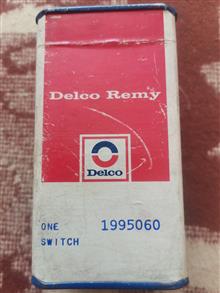 Delco Remy
Delco
ONE 1995060
SWITCH